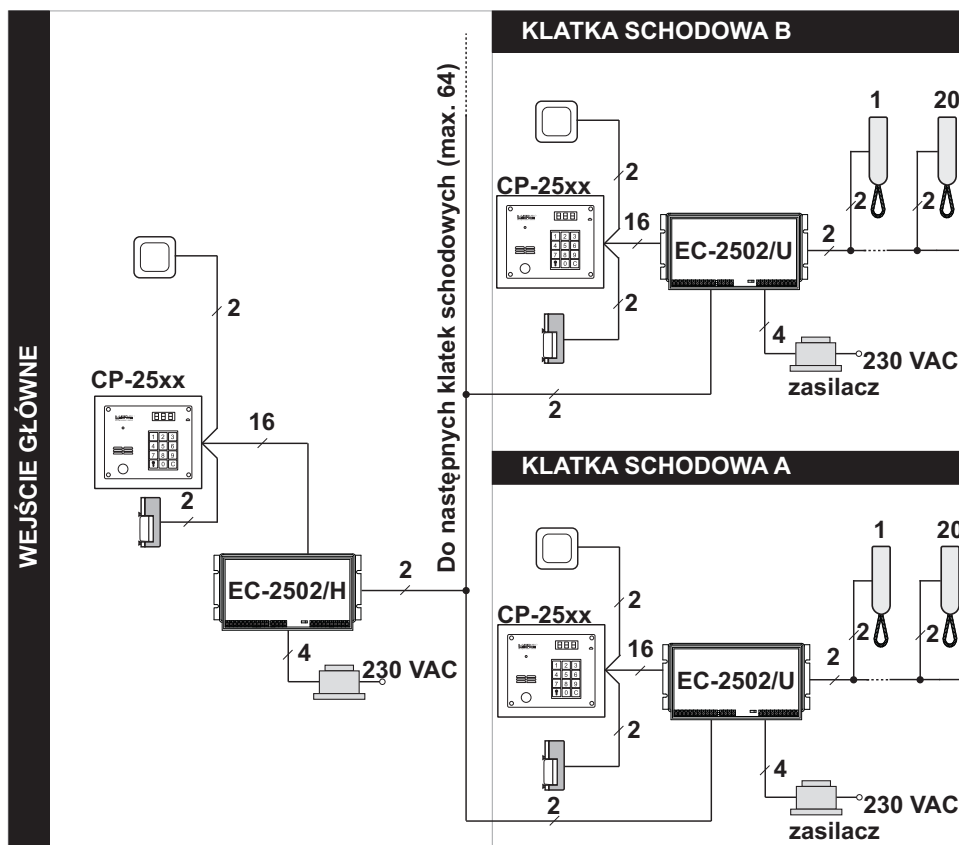 WEJŚCIE GŁÓWNE
2
CP-25xx
16
2
EC-2502/H
2
4
230 VAC
Do następnych klatek schodowych (max. 64)
KLATKA SCHODOWA B
2
CP-25xx
16
EC-2502/U
2
1
20
2
2
2
4
230 VAC
zasilacz
2
KLATKA SCHODOWA A
2
CP-25xx
16
EC-2502/U
2
1
20
2
2
2
4
230 VAC
zasilacz
2